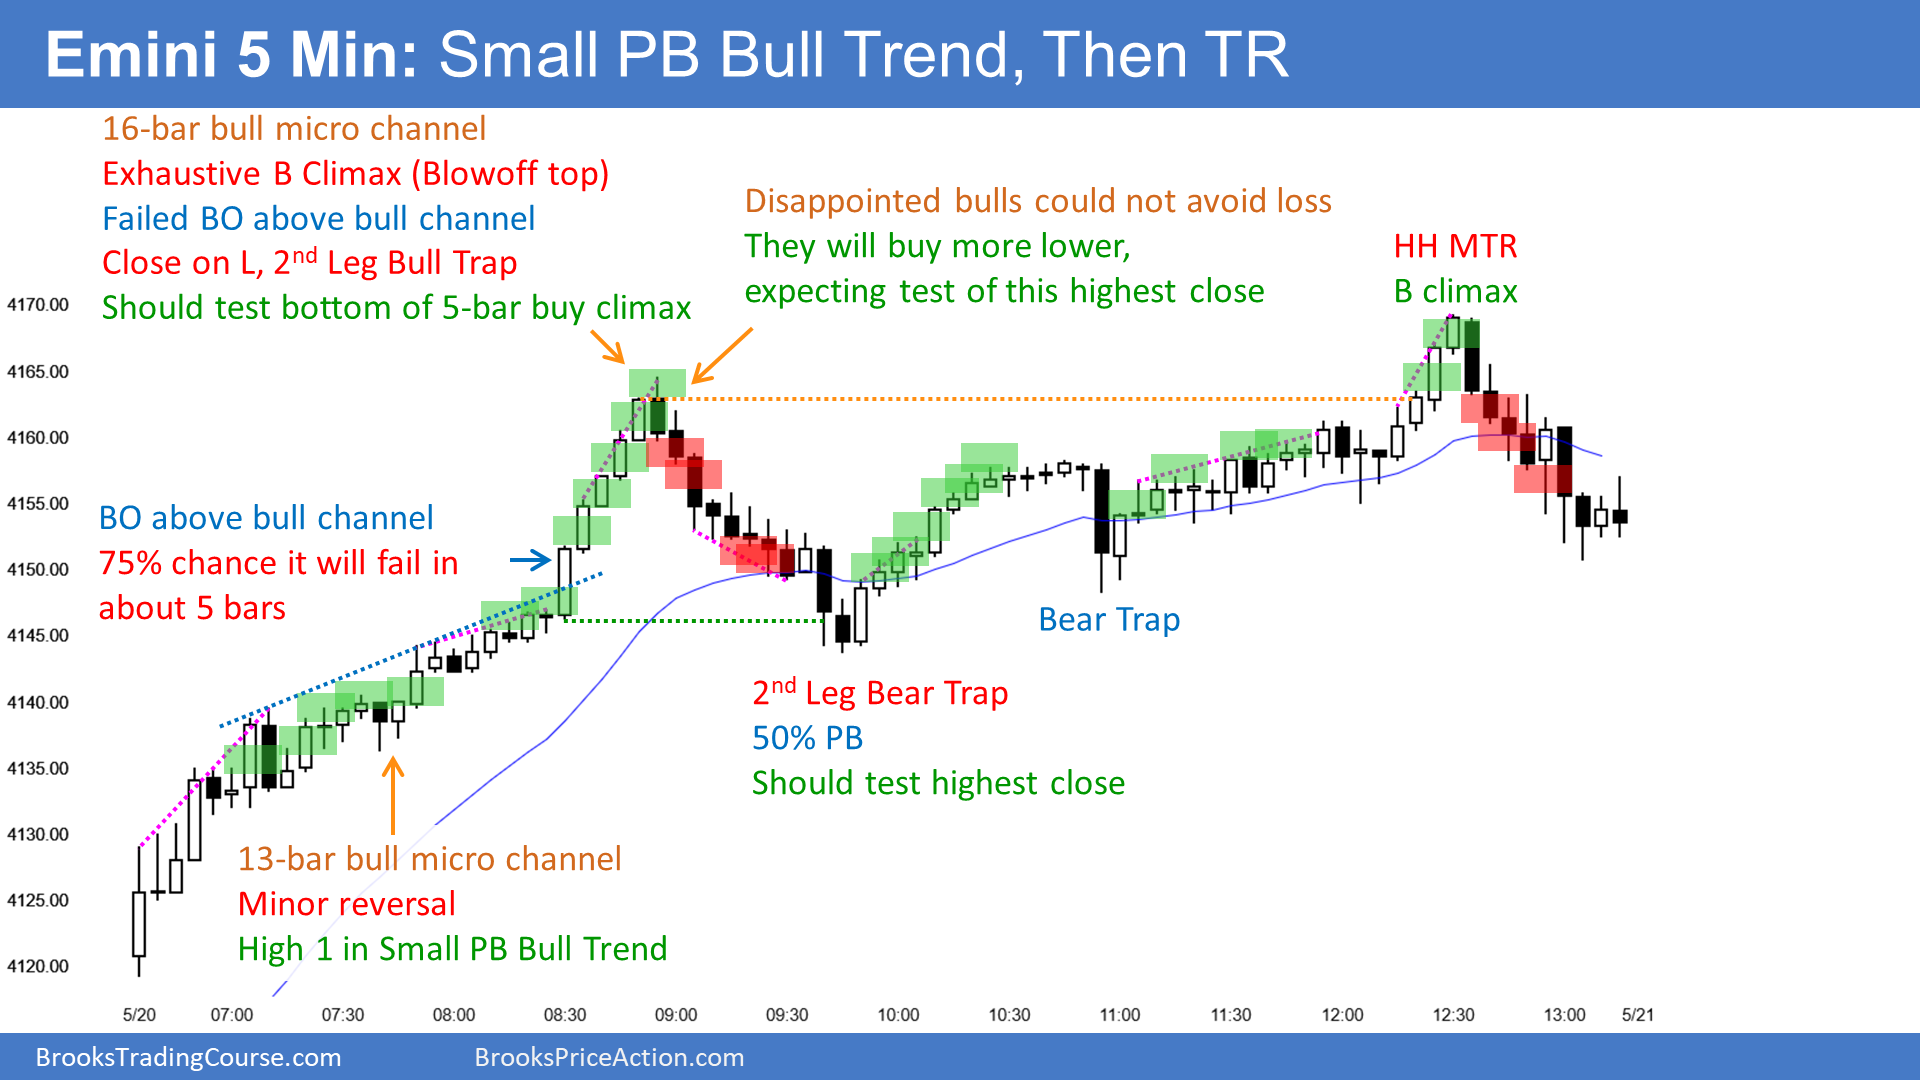 Emini 5 Min: Small PB Bull Trend, Then TR
16-bar bull micro channel
Exhaustive B Climax (Blowoff top)
Failed BO above bull channel
Close on L, 2nd Leg Bull Trap
Should test bottom of 5-bar buy climax
Disappointed bulls could not avoid loss
They will buy more lower,
expecting test of this highest close
HH MTR
B climax
BO above bull channel
75% chance it will fail in
about 5 bars
Bear Trap
2nd Leg Bear Trap
50% PB
Should test highest close
13-bar bull micro channel
Minor reversal
High 1 in Small PB Bull Trend
4170.00
4165.00
4160.00
4155.00
4150.00
4145.00
4140.00
4135.00
4130.00
4125.00
4120.00
5/20 07:00 07:30 08:00 08:30 09:00 09:30 10:00 10:30 11:00 11:30 12:00 12:30 13:00 5/21
BrooksTradingCourse.com BrooksPriceAction.com